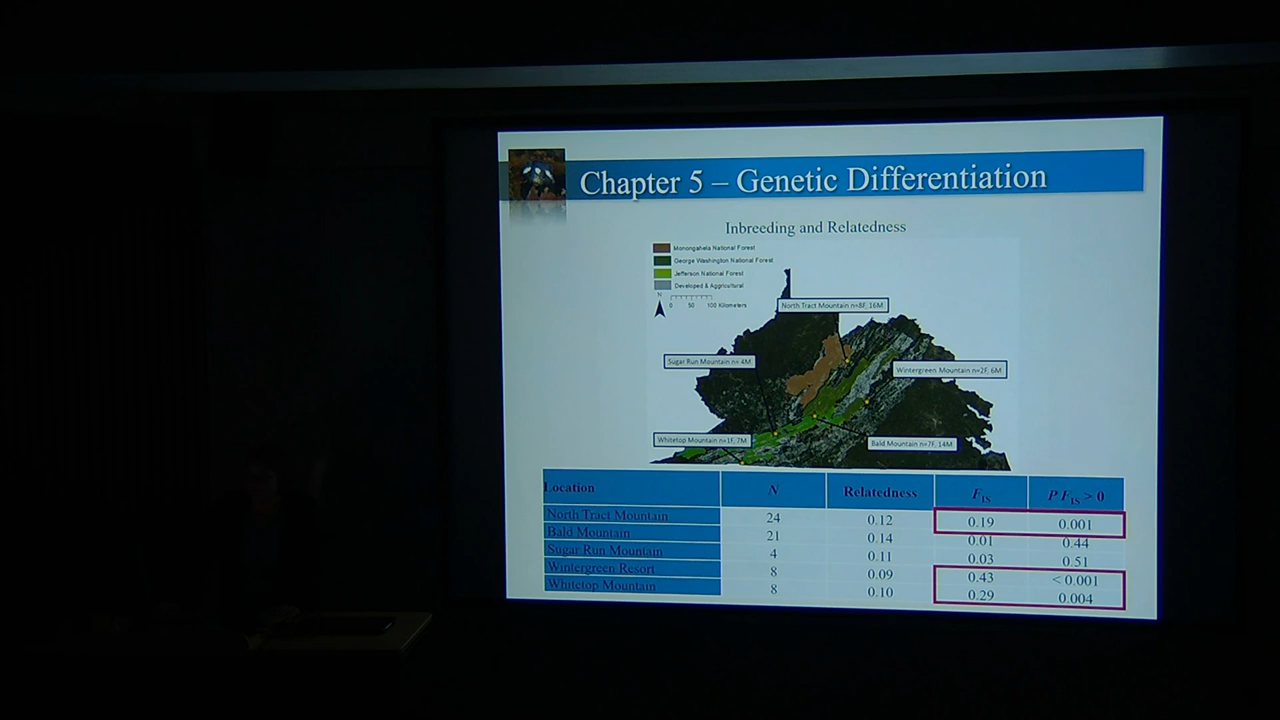 Chapter 5 – Genetic Differentiation
Inbreeding and Relatedness
Monongahela National Forest
George Washington National Forest
Jefferson National Forest
Developed & Aggricultural
N
0 50 100 Kilometers
North Tract Mountain n=8F, 16M
Sugar Run Mountain n= 4M
Wintergreen Mountain n=2F, 6M
Whitetop Mountain n=1F, 7M
Bald Mountain n=7F, 14M
Location N Relatedness FIS P FIS > 0
North Tract Mountain 24 0.12 0.19 0.001
Bald Mountain 21 0.14 0.01 0.44
Sugar Run Mountain 4 0.11 0.03 0.51
Wintergreen Resort 8 0.09 0.43 < 0.001
Whitetop Mountain 8 0.10 0.29 0.004